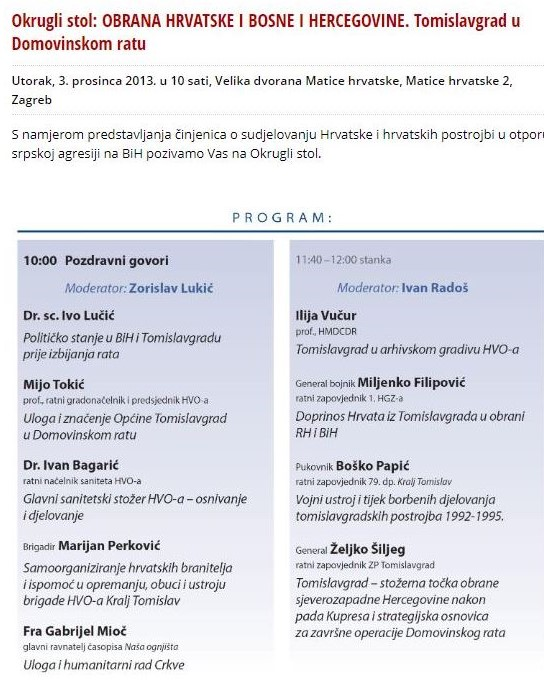 Okrugli stol: OBRANA HRVATSKE I BOSNE I HERCEGOVINE. Tomislavgrad u
Domovinskom ratu
Utorak, 3. prosinca 2013. u 10 sati, Velika dvorana Matice hrvatske, Matice hrvatske 2,
Zagreb
S namjerom predstavljanja činjenica o sudjelovanju Hrvatske i hrvatskih postrojbi u otporu
srpskoj agresiji na BiH pozivamo Vas na Okrugli stol.
PROGRAM:
10:00 Pozdravni govori
Moderator: Zorislav Lukić
Dr. sc. Ivo Lučić
Političko stanje u BiH i Tomislavgradu
prije izbijanja rata
Mijo Tokić
prof., ratni gradonačelnik i predsjednik HVO-a
Uloga i značenje Općine Tomislavgrad
u Domovinskom ratu
Dr. Ivan Bagarić
ratni načelnik saniteta HVO-a
Glavni sanitetski stožer HVO-a – osnivanje
i djelovanje
Brigadir Marijan Perković
Samoorganiziranje hrvatskih branitelja
i ispomoć u opremanju, obuci i ustroju
brigade HVO-a Kralj Tomislav
Fra Gabrijel Mioč
glavni ravnatelj časopisa Naša ognjišta
Uloga i humanitarni rad Crkve
11:40 –12:00 stanka
Moderator: Ivan Radoš
Ilija Vučur
prof., HMDCDR
Tomislavgrad u arhivskom gradivu HVO-a
General bojnik Miljenko Filipović
ratni zapovjednik 1. HGZ-a
Doprinos Hrvata iz Tomislavgrada u obrani
RH i BiH
Pukovnik Boško Papić
ratni zapovjednik 79. dp. Kralj Tomislav
Vojni ustroj i tijek borbenih djelovanja
tomislavgradskih postrojba 1992-1995.
General Željko Šiljeg
ratni zapovjednik ZP Tomislavgrad
Tomislavgrad – stožerna točka obrane
sjeverozapadne Hercegovine nakon
pada Kupresa i strategijska osnovica
za završne operacije Domovinskog rata